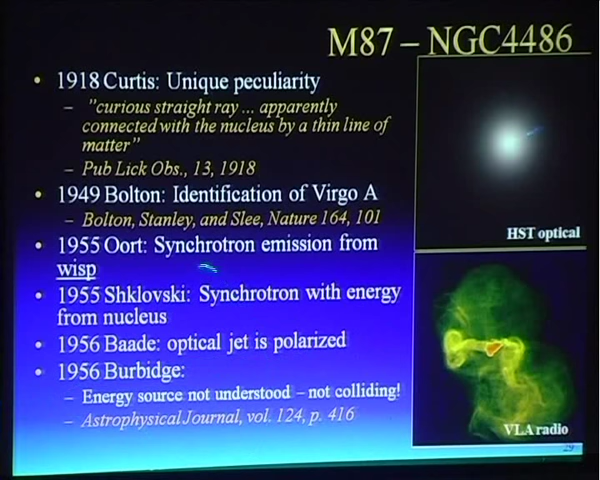 M87 – NGC4486
• 1918 Curtis: Unique peculiarity
– "curious straight ray ... apparently
connected with the nucleus by a thin line of
matter"
– Pub Lick Obs., 13, 1918
• 1949 Bolton: Identification of Virgo A
– Bolton, Stanley, and Slee, Nature 164, 101
• 1955 Oort: Synchrotron emission from
wisp
• 1955 Shklovski: Synchrotron with energy
from nucleus
• 1956 Baade: optical jet is polarized
• 1956 Burbidge:
– Energy source not understood – not colliding!
– Astrophysical Journal, vol. 124, p. 416
HST optical
VLA radio
29